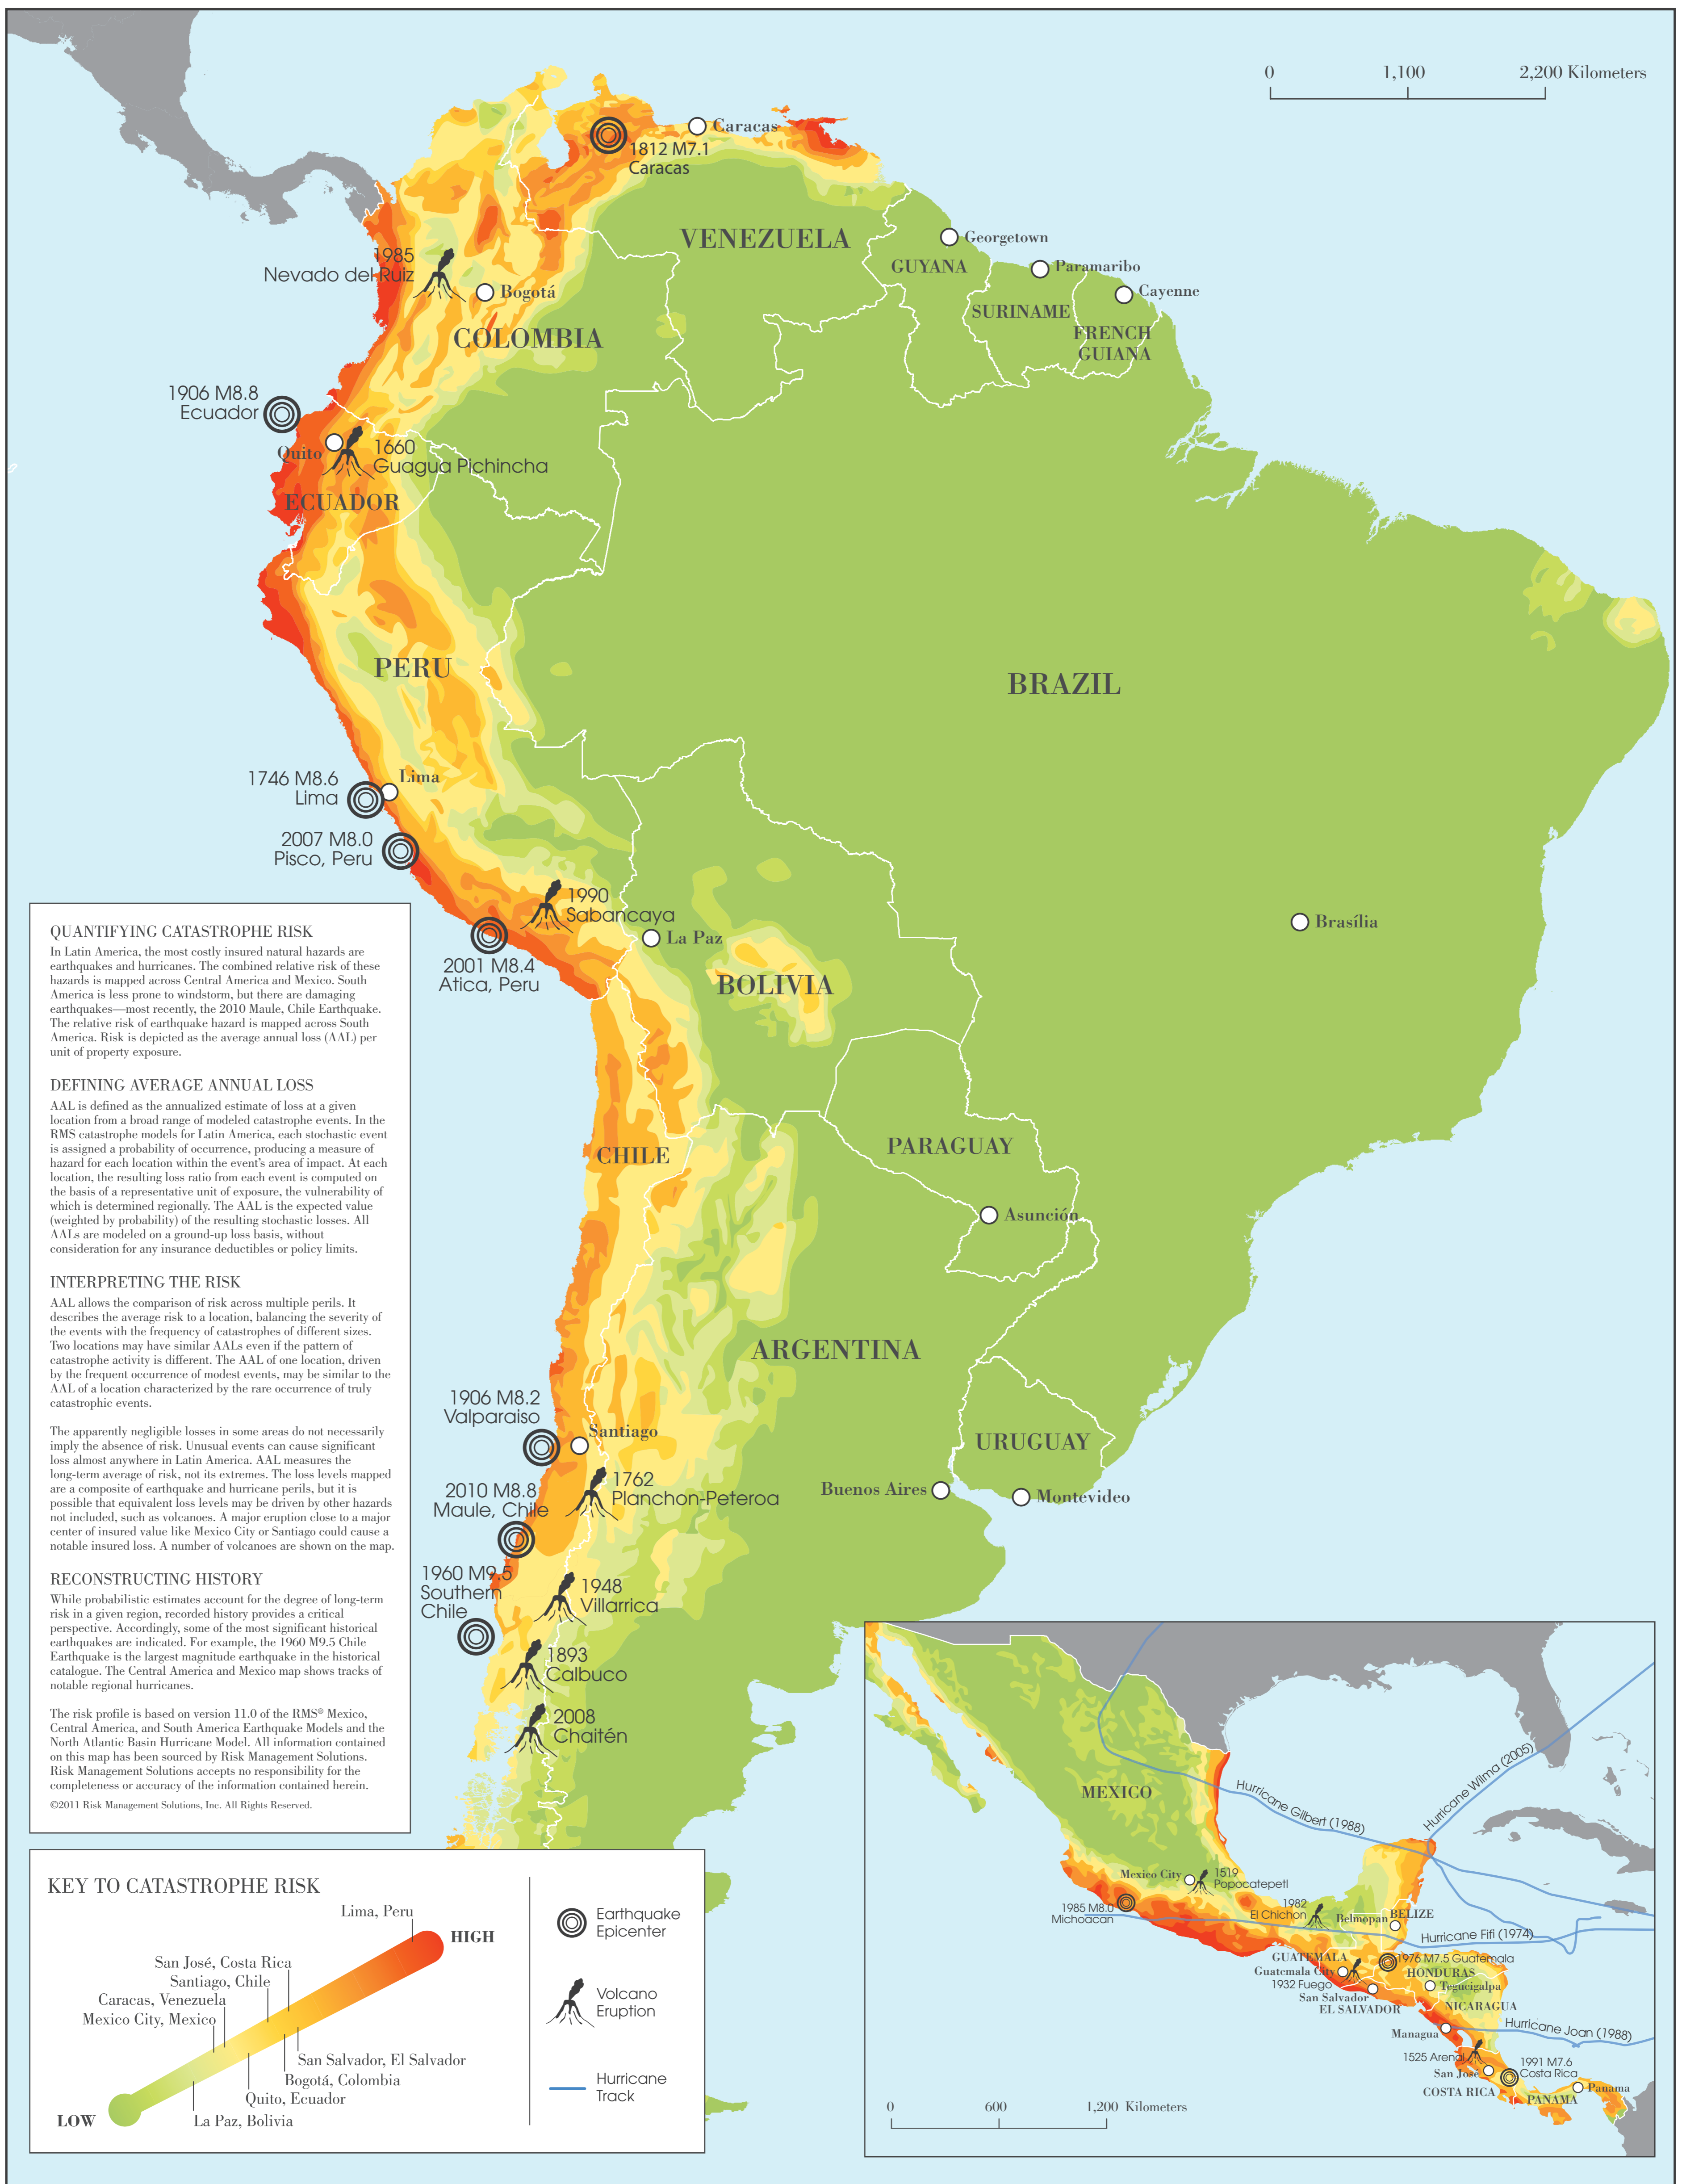 0 1,100 2,200 Kilometers
Caracas
1812 M7.1
Caracas
VENEZUELA
Georgetown
GUYANA
Paramaribo
SURINAME
Cayenne
FRENCH
GUIANA
1985
Nevado del Ruiz
Bogotá
COLOMBIA
1906 M8.8
Ecuador
Quito
1660
Guagua Pichincha
ECUADOR
PERU
BRAZIL
1746 M8.6
Lima
Lima
2007 M8.0
Pisco, Peru
1990
Sabancaya
2001 M8.4
Atica, Peru
La Paz
BOLIVIA
Brasília
CHILE
PARAGUAY
Asunción
ARGENTINA
1906 M8.2
Valparaiso
Santiago
URUGUAY
1762
Planchon-Peteroa
Buenos Aires
Montevideo
2010 M8.8
Maule, Chile
1960 M9.5
Southern
Chile
1948
Villarrica
1893
Calbuco
2008
Chaitén
QUANTIFYING CATASTROPHE RISK
In Latin America, the most costly insured natural hazards are
earthquakes and hurricanes. The combined relative risk of these
hazards is mapped across Central America and Mexico. South
America is less prone to windstorm, but there are damaging
earthquakes—most recently, the 2010 Maule, Chile Earthquake.
The relative risk of earthquake hazard is mapped across South
America. Risk is depicted as the average annual loss (AAL) per
unit of property exposure.
DEFINING AVERAGE ANNUAL LOSS
AAL is defined as the annualized estimate of loss at a given
location from a broad range of modeled catastrophe events. In the
RMS catastrophe models for Latin America, each stochastic event
is assigned a probability of occurrence, producing a measure of
hazard for each location within the event's area of impact. At each
location, the resulting loss ratio from each event is computed on
the basis of a representative unit of exposure, the vulnerability of
which is determined regionally. The AAL is the expected value
(weighted by probability) of the resulting stochastic losses. All
AALs are modeled on a ground-up loss basis, without
consideration for any insurance deductibles or policy limits.
INTERPRETING THE RISK
AAL allows the comparison of risk across multiple perils. It
describes the average risk to a location, balancing the severity of
the events with the frequency of catastrophes of different sizes.
Two locations may have similar AALs even if the pattern of
catastrophe activity is different. The AAL of one location, driven
by the frequent occurrence of modest events, may be similar to the
AAL of a location characterized by the rare occurrence of truly
catastrophic events.
The apparently negligible losses in some areas do not necessarily
imply the absence of risk. Unusual events can cause significant
loss almost anywhere in Latin America. AAL measures the
long-term average of risk, not its extremes. The loss levels mapped
are a composite of earthquake and hurricane perils, but it is
possible that equivalent loss levels may be driven by other hazards
not included, such as volcanoes. A major eruption close to a major
center of insured value like Mexico City or Santiago could cause a
notable insured loss. A number of volcanoes are shown on the map.
RECONSTRUCTING HISTORY
While probabilistic estimates account for the degree of long-term
risk in a given region, recorded history provides a critical
perspective. Accordingly, some of the most significant historical
earthquakes are indicated. For example, the 1960 M9.5 Chile
Earthquake is the largest magnitude earthquake in the historical
catalogue. The Central America and Mexico map shows tracks of
notable regional hurricanes.
The risk profile is based on version 11.0 of the RMS® Mexico,
Central America, and South America Earthquake Models and the
North Atlantic Basin Hurricane Model. All information contained
on this map has been sourced by Risk Management Solutions.
Risk Management Solutions accepts no responsibility for the
completeness or accuracy of the information contained herein.
©2011 Risk Management Solutions, Inc. All Rights Reserved.
KEY TO CATASTROPHE RISK
Lima, Peru
HIGH
San José, Costa Rica
Santiago, Chile
Caracas, Venezuela
Mexico City, Mexico
San Salvador, El Salvador
Bogotá, Colombia
Quito, Ecuador
La Paz, Bolivia
LOW
Earthquake
Epicenter
Volcano
Eruption
Hurricane
Track
MEXICO
Hurricane Gilbert (1988)
Hurricane Wilma (2005)
Mexico City
1519
Popocatepetl
1985 M8.0
Michoacan
1982
El Chichon
Belmopan
BELIZE
Hurricane Fifi (1974)
GUATEMALA
1976 M7.5 Guatemala
Guatemala City
HONDURAS
1932 Fuego
Tegucigalpa
San Salvador
EL SALVADOR
NICARAGUA
Managua
Hurricane Joan (1988)
1525 Arenal
1991 M7.6
Costa Rica
San José
COSTA RICA
Panama
PANAMA
0 600 1,200 Kilometers